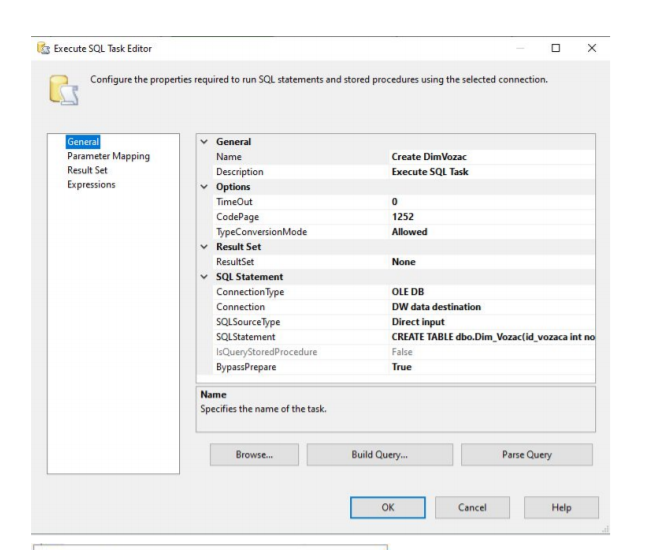 Execute SQL Task Editor
Configure the properties required to run SQL statements and stored procedures using the selected connection.
General
Parameter Mapping
Result Set
Expressions
General
Name Create DimVozac
Description Execute SQL Task
Options
TimeOut 0
CodePage 1252
TypeConversionMode Allowed
Result Set
ResultSet None
SQL Statement
ConnectionType OLE DB
Connection DW data destination
SQLSourceType Direct input
SQLStatement CREATE TABLE dbo.Dim_Vozac(id_vozaca int no
IsQueryStoredProcedure False
BypassPrepare True
Name
Specifies the name of the task.
Browse... Build Query... Parse Query
OK Cancel Help